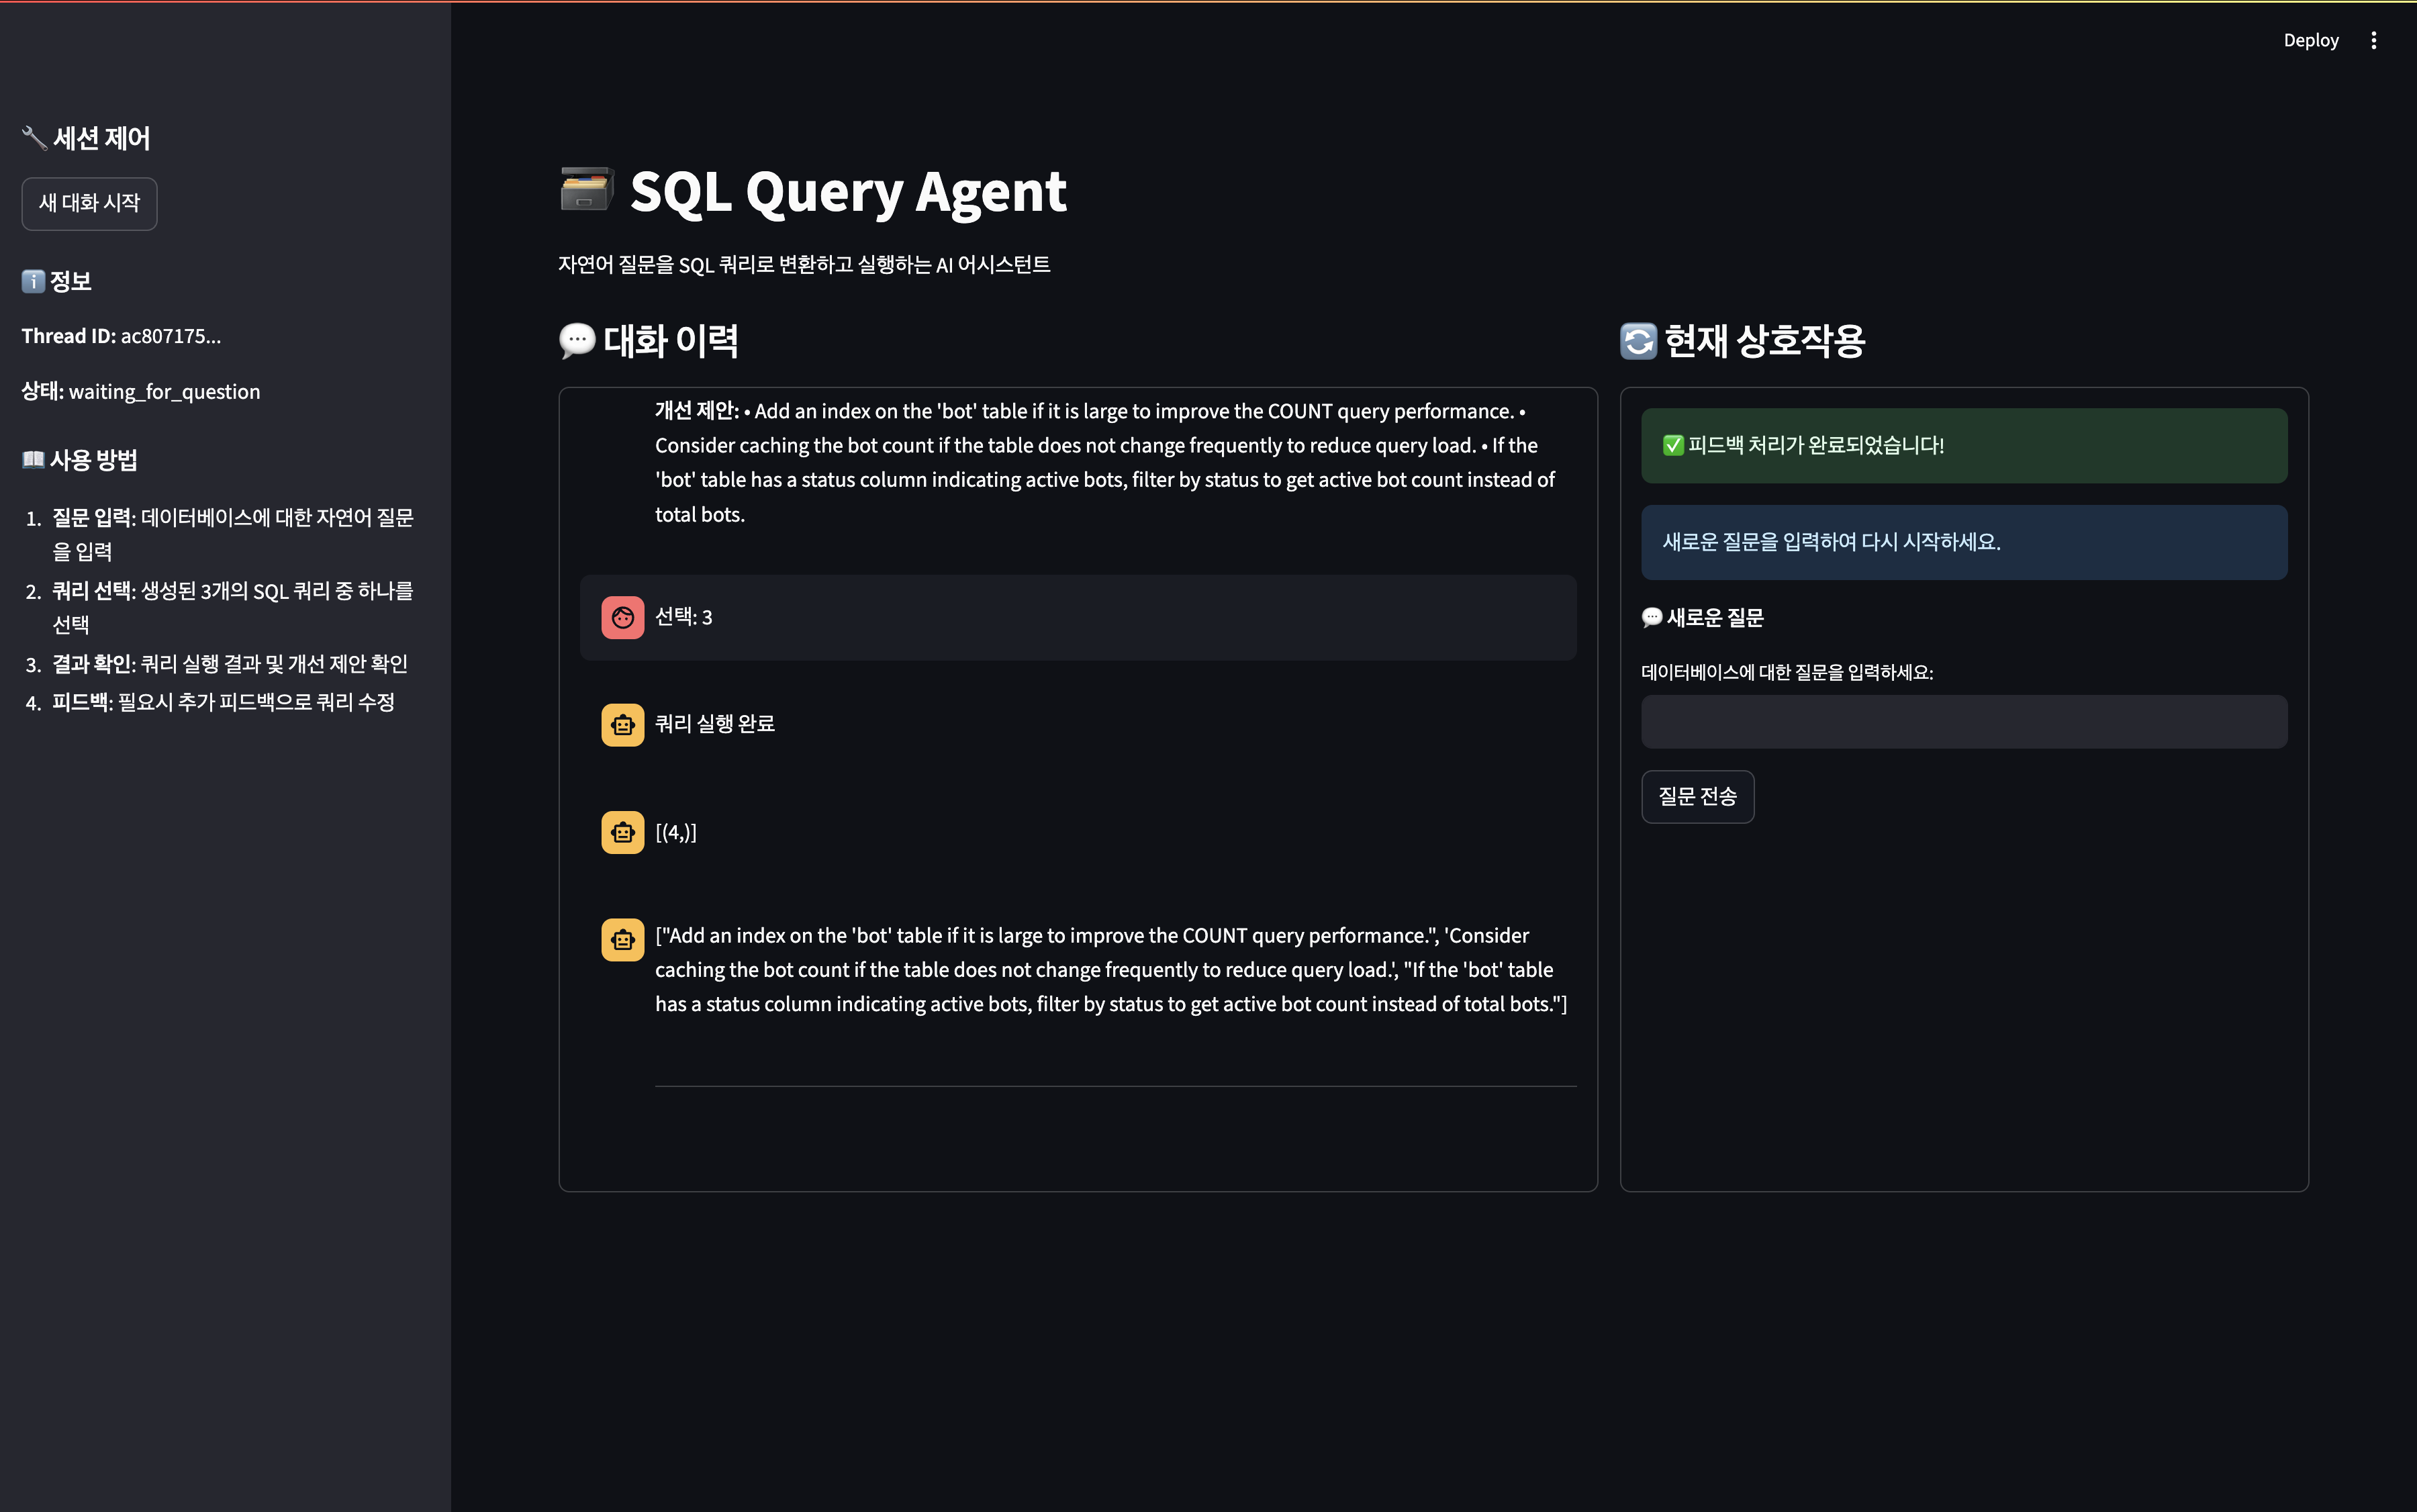 Deploy
세션 제어
새 대화 시작
정보
Thread ID: ac807175...
상태: waiting_for_question
사용 방법
1. 질문 입력: 데이터베이스에 대한 자연어 질문
을 입력
2. 쿼리 선택: 생성된 3개의 SQL 쿼리 중 하나를
선택
3. 결과 확인: 쿼리 실행 결과 및 개선 제안 확인
4. 피드백: 필요시 추가 피드백으로 쿼리 수정
SQL Query Agent
자연어 질문을 SQL 쿼리로 변환하고 실행하는 AI 어시스턴트
대화 이력
개선 제안: • Add an index on the 'bot' table if it is large to improve the COUNT query performance. •
Consider caching the bot count if the table does not change frequently to reduce query load. • If the
'bot' table has a status column indicating active bots, filter by status to get active bot count instead of
total bots.
선택: 3
쿼리 실행 완료
[(4,)]
["Add an index on the 'bot' table if it is large to improve the COUNT query performance.", 'Consider
caching the bot count if the table does not change frequently to reduce query load.', "If the 'bot' table
has a status column indicating active bots, filter by status to get active bot count instead of total bots."]
현재 상호작용
✅ 피드백 처리가 완료되었습니다!
새로운 질문을 입력하여 다시 시작하세요.
새로운 질문
데이터베이스에 대한 질문을 입력하세요:
질문 전송